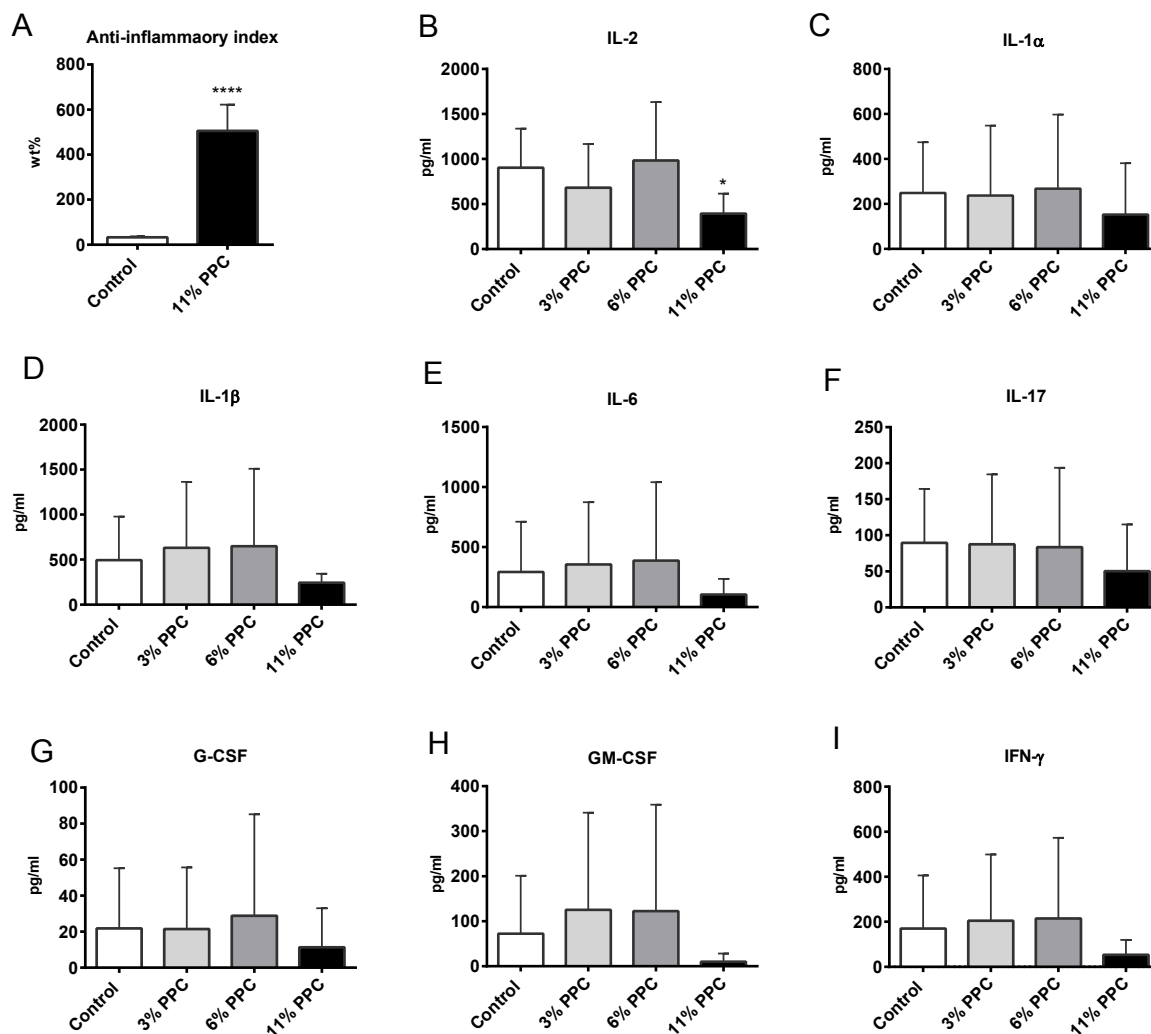 A
Anti-inflammaory index
wt%
800
600
400
200
0
****
Control
11% PPC
B
IL-2
pg/ml
2000
1500
1000
500
0
*
Control
3% PPC
6% PPC
11% PPC
C
IL-1α
pg/ml
800
600
400
200
0
Control
3% PPC
6% PPC
11% PPC
D
IL-1β
pg/ml
2000
1500
1000
500
0
Control
3% PPC
6% PPC
11% PPC
E
IL-6
pg/ml
1500
1000
500
0
Control
3% PPC
6% PPC
11% PPC
F
IL-17
pg/ml
250
200
150
100
50
0
Control
3% PPC
6% PPC
11% PPC
G
G-CSF
pg/ml
100
80
60
40
20
0
Control
3% PPC
6% PPC
11% PPC
H
GM-CSF
pg/ml
400
300
200
100
0
Control
3% PPC
6% PPC
11% PPC
I
IFN-γ
pg/ml
800
600
400
200
0
Control
3% PPC
6% PPC
11% PPC